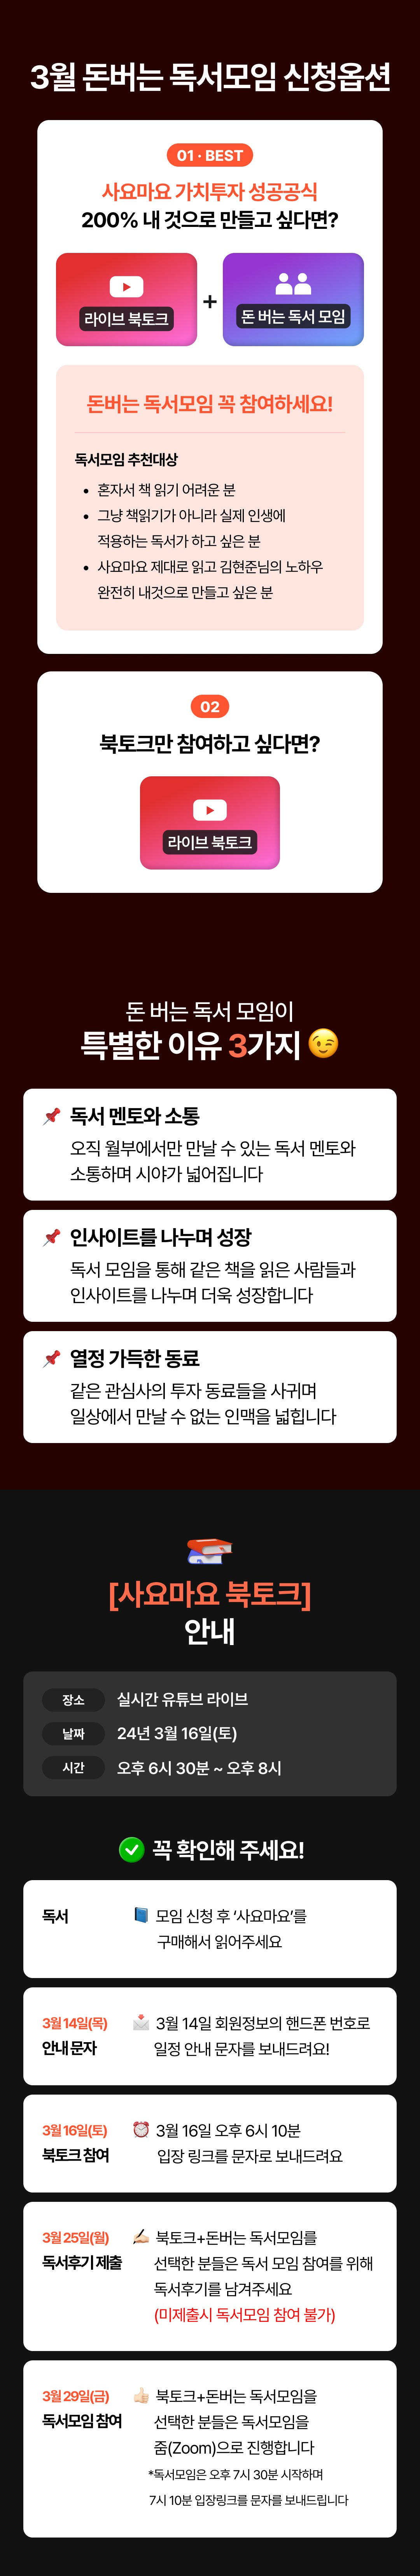 3월 돈버는 독서모임 신청옵션
01 · BEST
사요마요 가치투자 성공공식
200% 내 것으로 만들고 싶다면?
라이브 북토크
+
돈 버는 독서 모임
돈버는 독서모임 꼭 참여하세요!
독서모임 추천대상
• 혼자서 책 읽기 어려운 분
• 그냥 책읽기가 아니라 실제 인생에
적용하는 독서가 하고 싶은 분
• 사요마요 제대로 읽고 김현준님의 노하우
완전히 내것으로 만들고 싶은 분
02
북토크만 참여하고 싶다면?
라이브 북토크
돈 버는 독서 모임이
특별한 이유 3가지
독서 멘토와 소통
오직 월부에서만 만날 수 있는 독서 멘토와
소통하며 시야가 넓어집니다
인사이트를 나누며 성장
독서 모임을 통해 같은 책을 읽은 사람들과
인사이트를 나누며 더욱 성장합니다
열정 가득한 동료
같은 관심사의 투자 동료들을 사귀며
일상에서 만날 수 없는 인맥을 넓힙니다
[사요마요 북토크]
안내
장소 실시간 유튜브 라이브
날짜 24년 3월 16일(토)
시간 오후 6시 30분 ~ 오후 8시
꼭 확인해 주세요!
독서
모임 신청 후 ‘사요마요’를
구매해서 읽어주세요
3월 14일(목)
안내 문자
3월 14일 회원정보의 핸드폰 번호로
일정 안내 문자를 보내드려요!
3월 16일(토)
북토크 참여
3월 16일 오후 6시 10분
입장 링크를 문자로 보내드려요
3월 25일(월)
독서후기 제출
북토크+돈버는 독서모임를
선택한 분들은 독서 모임 참여를 위해
독서후기를 남겨주세요
(미제출시 독서모임 참여 불가)
3월 29일(금)
독서모임 참여
북토크+돈버는 독서모임을
선택한 분들은 독서모임을
줌(Zoom)으로 진행합니다
*독서모임은 오후 7시 30분 시작하며
7시 10분 입장링크를 문자를 보내드립니다